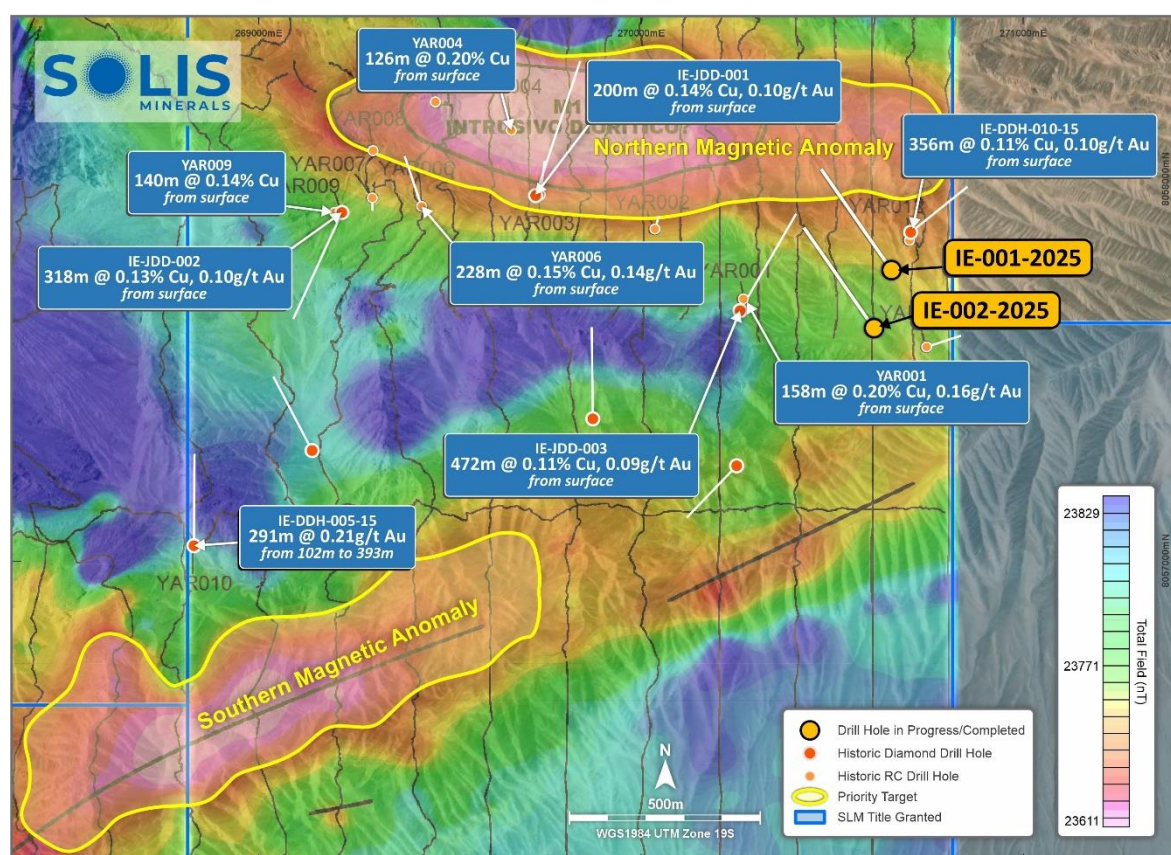 269000mE
270000mE
271000mE
SOLIS
MINERALS
YAR004
126m @ 0.20% Cu
from surface
IE-JDD-001
200m @ 0.14% Cu, 0.10g/t Au
from surface
IE-DDH-010-15
356m @ 0.11% Cu, 0.10g/t Au
from surface
M1
INTRUSIVO DIORITICO
Northern Magnetic Anomaly
YAR009
140m @ 0.14% Cu
from surface
YAR007
YAR003
YAR002
8058000mN
IE-JDD-002
318m @ 0.13% Cu, 0.10g/t Au
from surface
YAR006
228m @ 0.15% Cu, 0.14g/t Au
from surface
YAR001
IE-001-2025
IE-002-2025
YAR001
158m @ 0.20% Cu, 0.16g/t Au
from surface
IE-JDD-003
472m @ 0.11% Cu, 0.09g/t Au
from surface
IE-DDH-005-15
291m @ 0.21g/t Au
from 102m to 393m
YAR010
8057000mN
Southern Magnetic Anomaly
23829
23771
23611
Total Field (nT)
N
500m
WGS1984 UTM Zone 19S
Drill Hole in Progress/Completed
Historic Diamond Drill Hole
Historic RC Drill Hole
Priority Target
SLM Title Granted